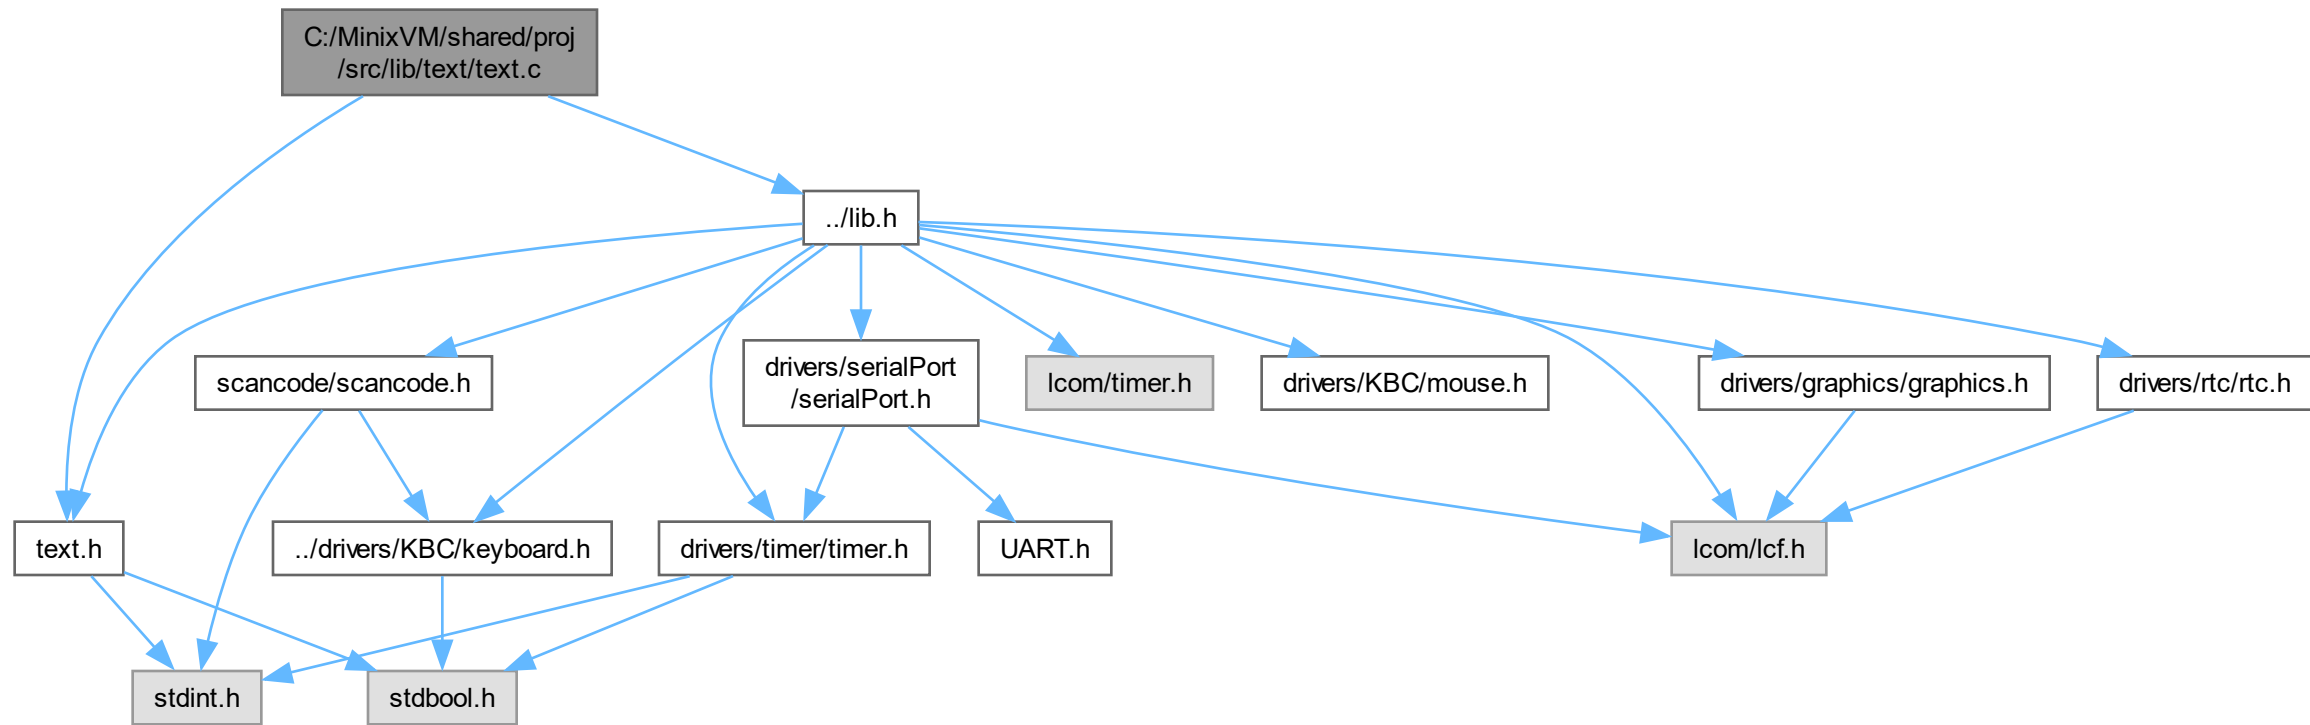 C:/MinixVM/shared/proj
/src/lib/text/text.c
../lib.h
scancode/scancode.h
drivers/serialPort
/serialPort.h
lcom/timer.h
drivers/KBC/mouse.h
drivers/graphics/graphics.h
drivers/rtc/rtc.h
text.h
../drivers/KBC/keyboard.h
drivers/timer/timer.h
UART.h
lcom/lcf.h
stdint.h
stdbool.h